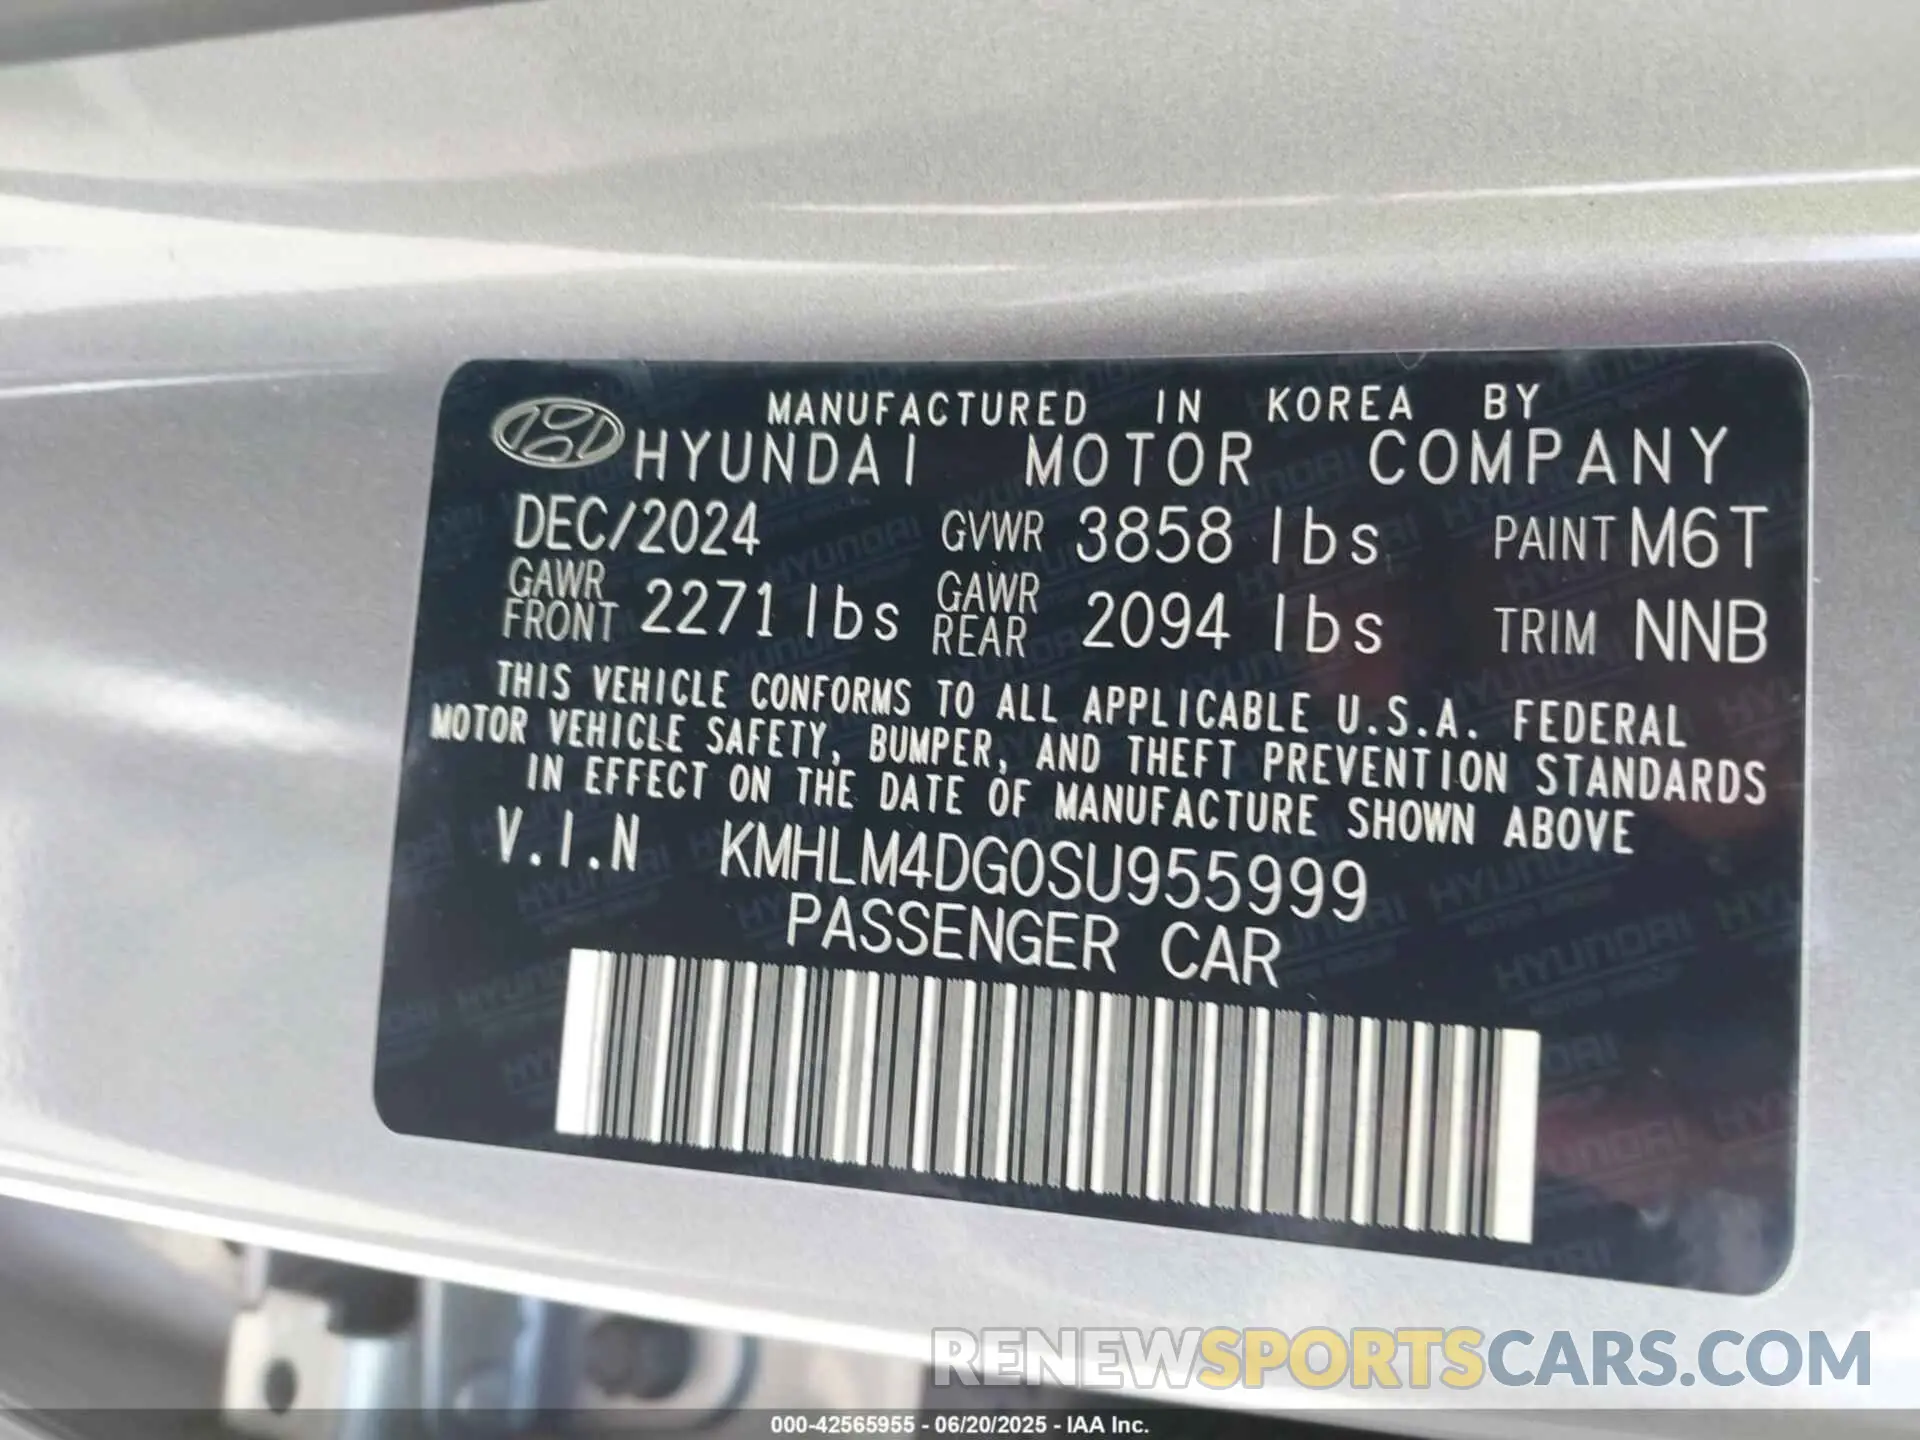 MANUFACTURED IN KOREA BY
HYUNDAI MOTOR COMPANY
DEC/2024 GVWR 3858 lbs PAINT M6T
GAWR FRONT 2271 lbs GAWR REAR 2094 lbs TRIM NNB
THIS VEHICLE CONFORMS TO ALL APPLICABLE U.S.A. FEDERAL
MOTOR VEHICLE SAFETY, BUMPER, AND THEFT PREVENTION STANDARDS
IN EFFECT ON THE DATE OF MANUFACTURE SHOWN ABOVE
V.I.N KMHLM4DG0SU955999
PASSENGER CAR
RENEWSPORTSCARS.COM
000-42565955 - 06/20/2025 - IAA Inc.